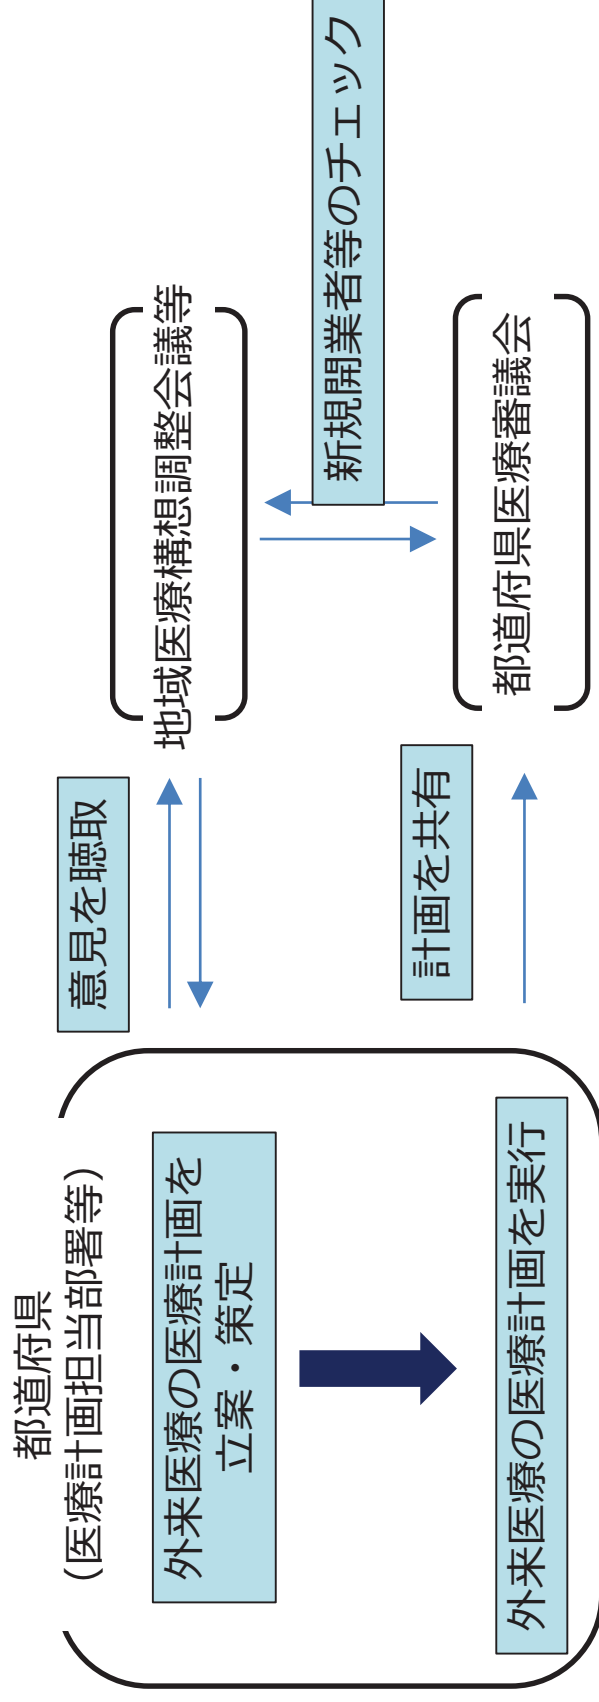 都道府県
（医療計画担当部署等）
外来医療の医療計画を
立案・策定
外来医療の医療計画を実行
意見を聴取
計画を共有
地域医療構想調整会議等
新規開業者等のチェック
都道府県医療審議会